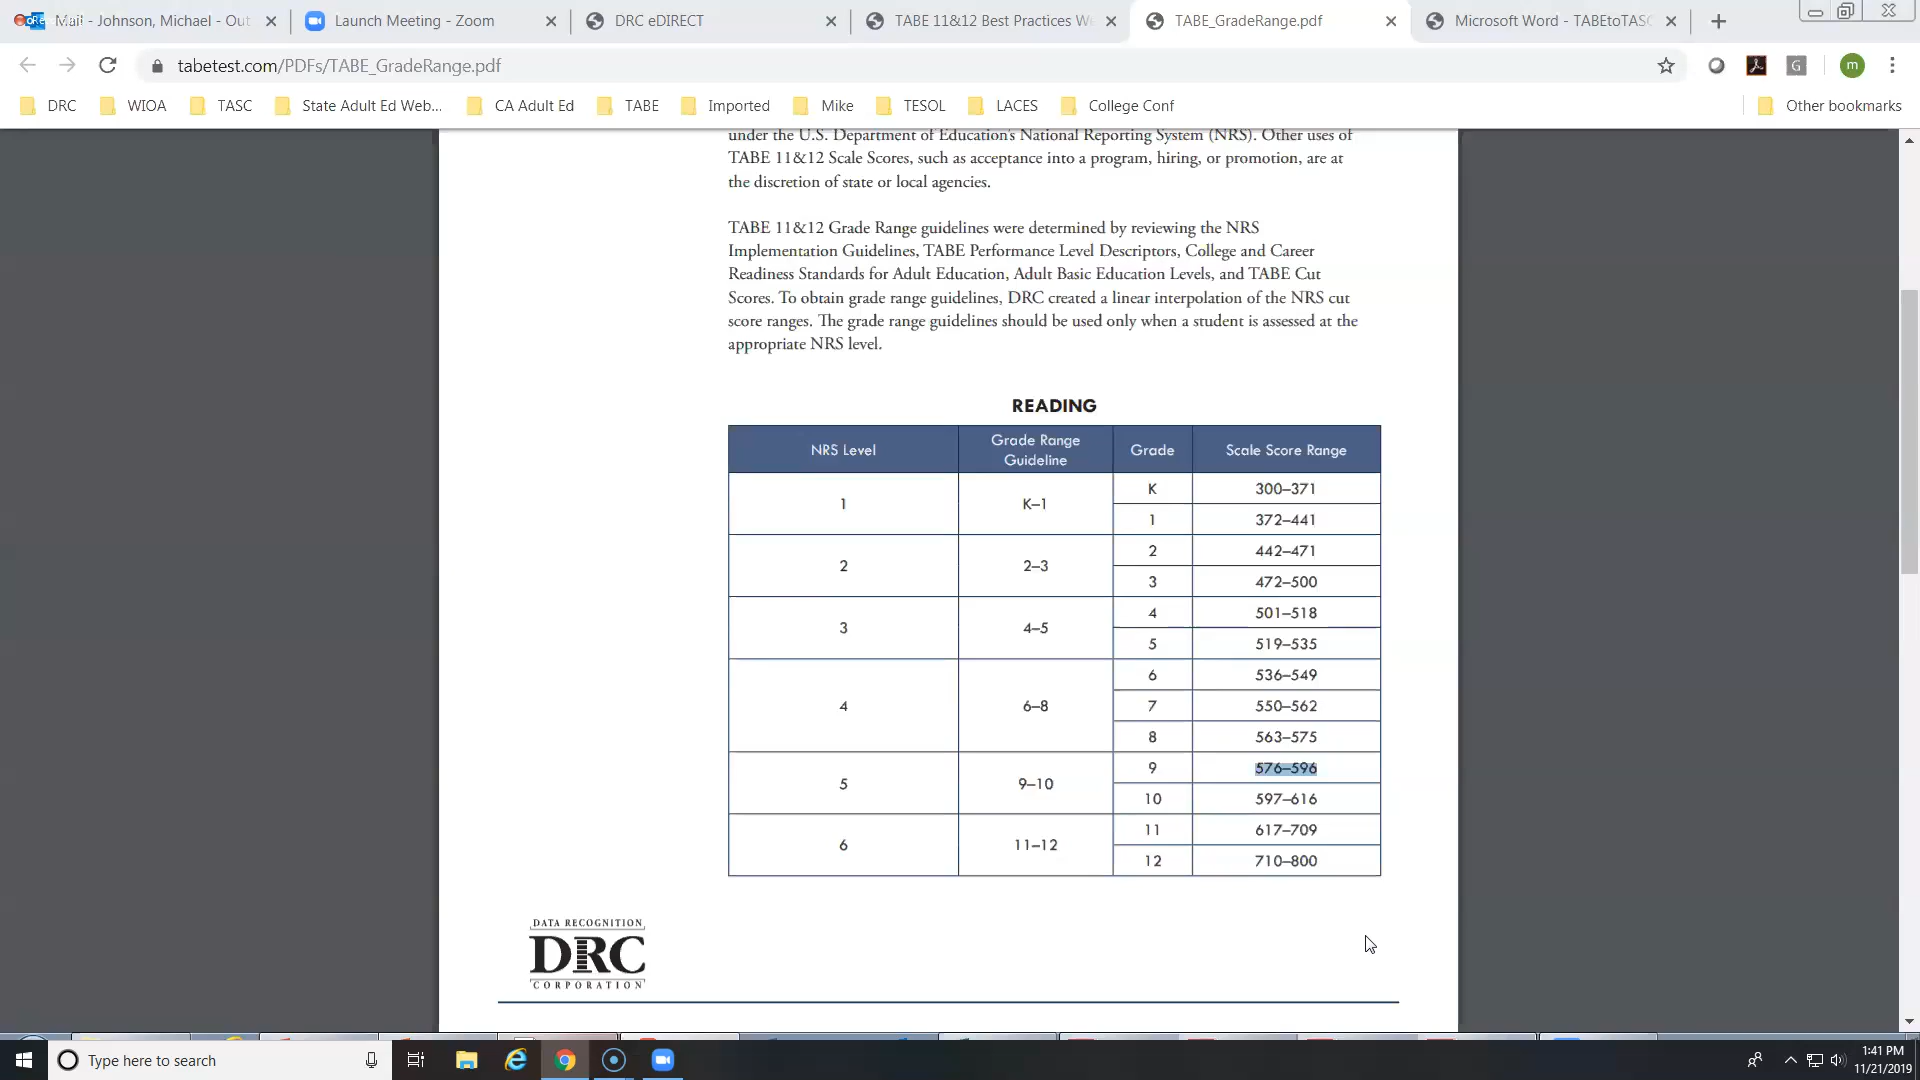 Mail - Johnson, Michael - Out
Launch Meeting - Zoom
DRC eDIRECT
TABE 11&12 Best Practices W
TABE_GradeRange.pdf
Microsoft Word - TABEtoTASC
tabetest.com/PDFs/TABE_GradeRange.pdf
G
m
DRC
WIOA
TASC
State Adult Ed Web...
CA Adult Ed
TABE
Imported
Mike
TESOL
LACES
College Conf
Other bookmarks
under the U.S. Department of Education's National Reporting System (NRS). Other uses of
TABE 11&12 Scale Scores, such as acceptance into a program, hiring, or promotion, are at
the discretion of state or local agencies.
TABE 11&12 Grade Range guidelines were determined by reviewing the NRS
Implementation Guidelines, TABE Performance Level Descriptors, College and Career
Readiness Standards for Adult Education, Adult Basic Education Levels, and TABE Cut
Scores. To obtain grade range guidelines, DRC created a linear interpolation of the NRS cut
score ranges. The grade range guidelines should be used only when a student is assessed at the
appropriate NRS level.
READING
NRS Level
Grade Range
Guideline
Grade
Scale Score Range
1
K–1
K
300–371
1
372–441
2
2–3
2
442–471
3
472–500
3
4–5
4
501–518
5
519–535
4
6–8
6
536–549
7
550–562
8
563–575
5
9–10
9
576–596
10
597–616
6
11–12
11
617–709
12
710–800
DATA RECOGNITION
DRC
CORPORATION
Type here to search
1:41 PM
11/21/2019